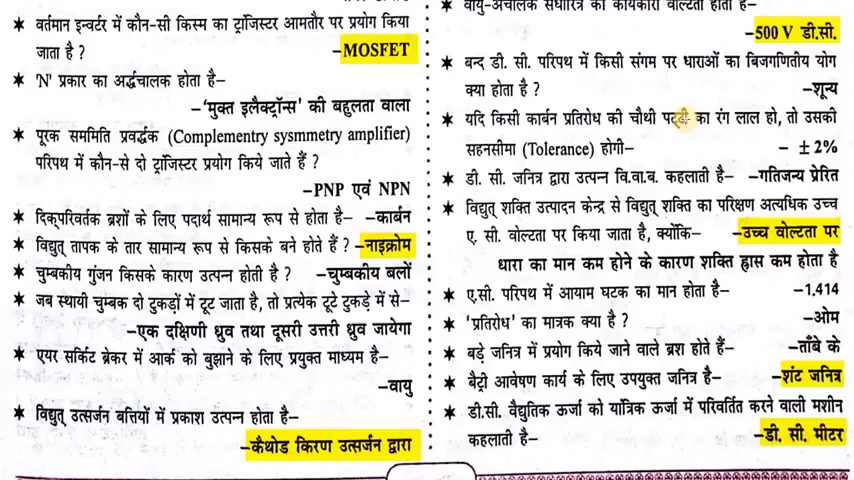 ★ वर्तमान इन्वर्टर में कौन-सी किस्म का ट्रांजिस्टर आमतौर पर प्रयोग किया
जाता है ?
–MOSFET
★ 'N' प्रकार का अर्द्धचालक होता है–
–'मुक्त इलैक्ट्रॉन्स' की बहुलता वाला
★ पूरक सममिति प्रवर्द्धक (Complementry sysmmetry amplifier)
परिपथ में कौन-से दो ट्रांजिस्टर प्रयोग किये जाते हैं ?
–PNP एवं NPN
★ दिक्परिवर्तक ब्रशों के लिए पदार्थ सामान्य रूप से होता है– –कार्बन
★ विद्युत् तापक के तार सामान्य रूप से किसके बने होते हैं ? –नाइक्रोम
★ चुम्बकीय गुंजन किसके कारण उत्पन्न होती है ? –चुम्बकीय बलों
★ जब स्थायी चुम्बक दो टुकड़ों में टूट जाता है, तो प्रत्येक टूटे टुकड़े में से–
–एक दक्षिणी ध्रुव तथा दूसरी उत्तरी ध्रुव जायेगा
★ एयर सर्किट ब्रेकर में आर्क को बुझाने के लिए प्रयुक्त माध्यम है–
–वायु
★ विद्युत् उत्सर्जन बत्तियों में प्रकाश उत्पन्न होता है–
–कैथोड किरण उत्सर्जन द्वारा
★ वायु-अचालक संधारित्र की कार्यकारी वोल्टता होती है–
–500 V डी.सी.
★ बन्द डी. सी. परिपथ में किसी संगम पर धाराओं का बिजगणितीय योग
क्या होता है ?
–शून्य
★ यदि किसी कार्बन प्रतिरोध की चौथी पट्टी का रंग लाल हो, तो उसकी
सहनसीमा (Tolerance) होगी– – ± 2%
★ डी. सी. जनित्र द्वारा उत्पन्न वि.वा.ब. कहलाती है– –गतिजन्य प्रेरित
★ विद्युत् शक्ति उत्पादन केन्द्र से विद्युत् शक्ति का परिक्षण अत्यधिक उच्च
ए. सी. वोल्टता पर किया जाता है, क्योंकि– –उच्च वोल्टता पर
धारा का मान कम होने के कारण शक्ति ह्रास कम होता है
★ ए.सी. परिपथ में आयाम घटक का मान होता है– –1.414
★ 'प्रतिरोध' का मात्रक क्या है ? –ओम
★ बड़े जनित्र में प्रयोग किये जाने वाले ब्रश होते हैं– –ताँबे के
★ बैट्री आवेषण कार्य के लिए उपयुक्त जनित्र है– –शंट जनित्र
★ डी.सी. वैद्युतिक ऊर्जा को यांत्रिक ऊर्जा में परिवर्तित करने वाली मशीन
कहलाती है– –डी. सी. मीटर